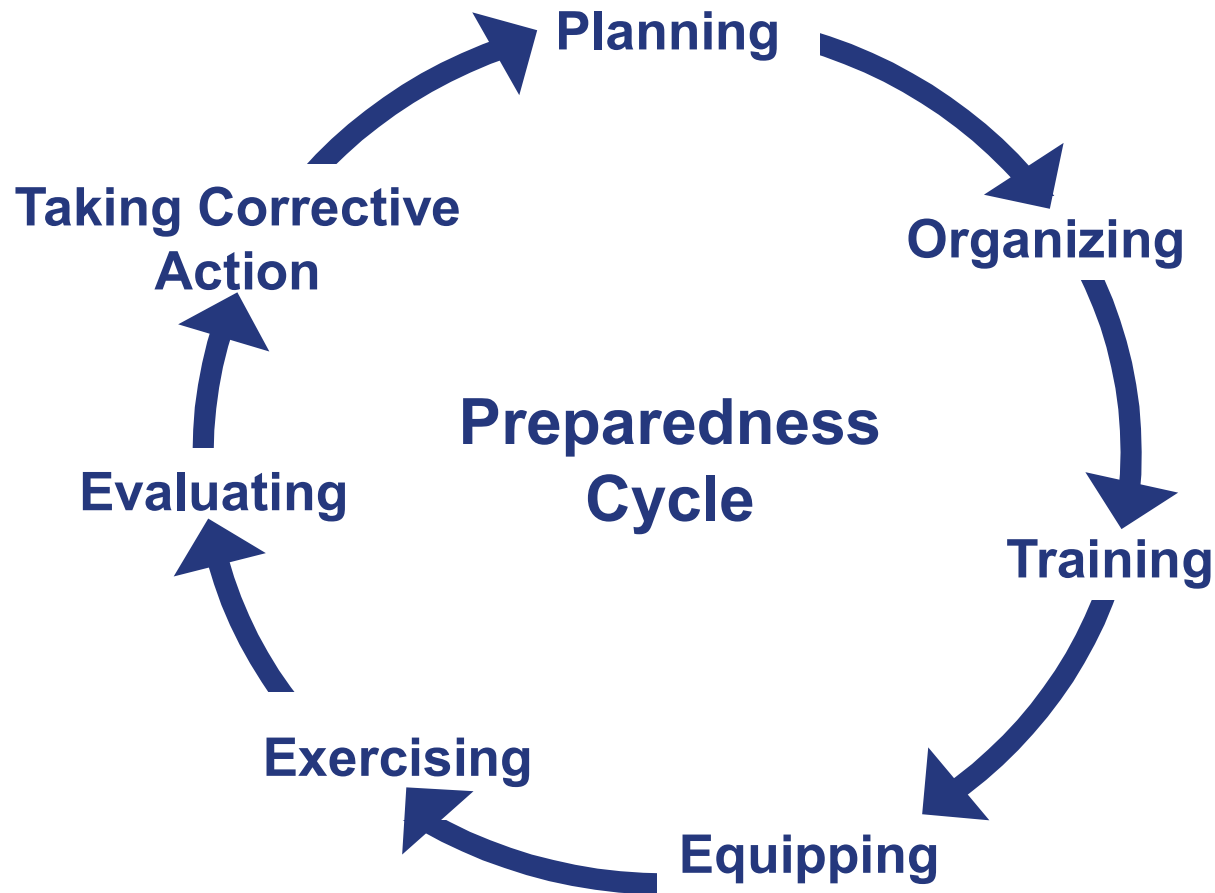 Planning
Organizing
Training
Equipping
Exercising
Evaluating
Taking Corrective
Action
Preparedness
Cycle